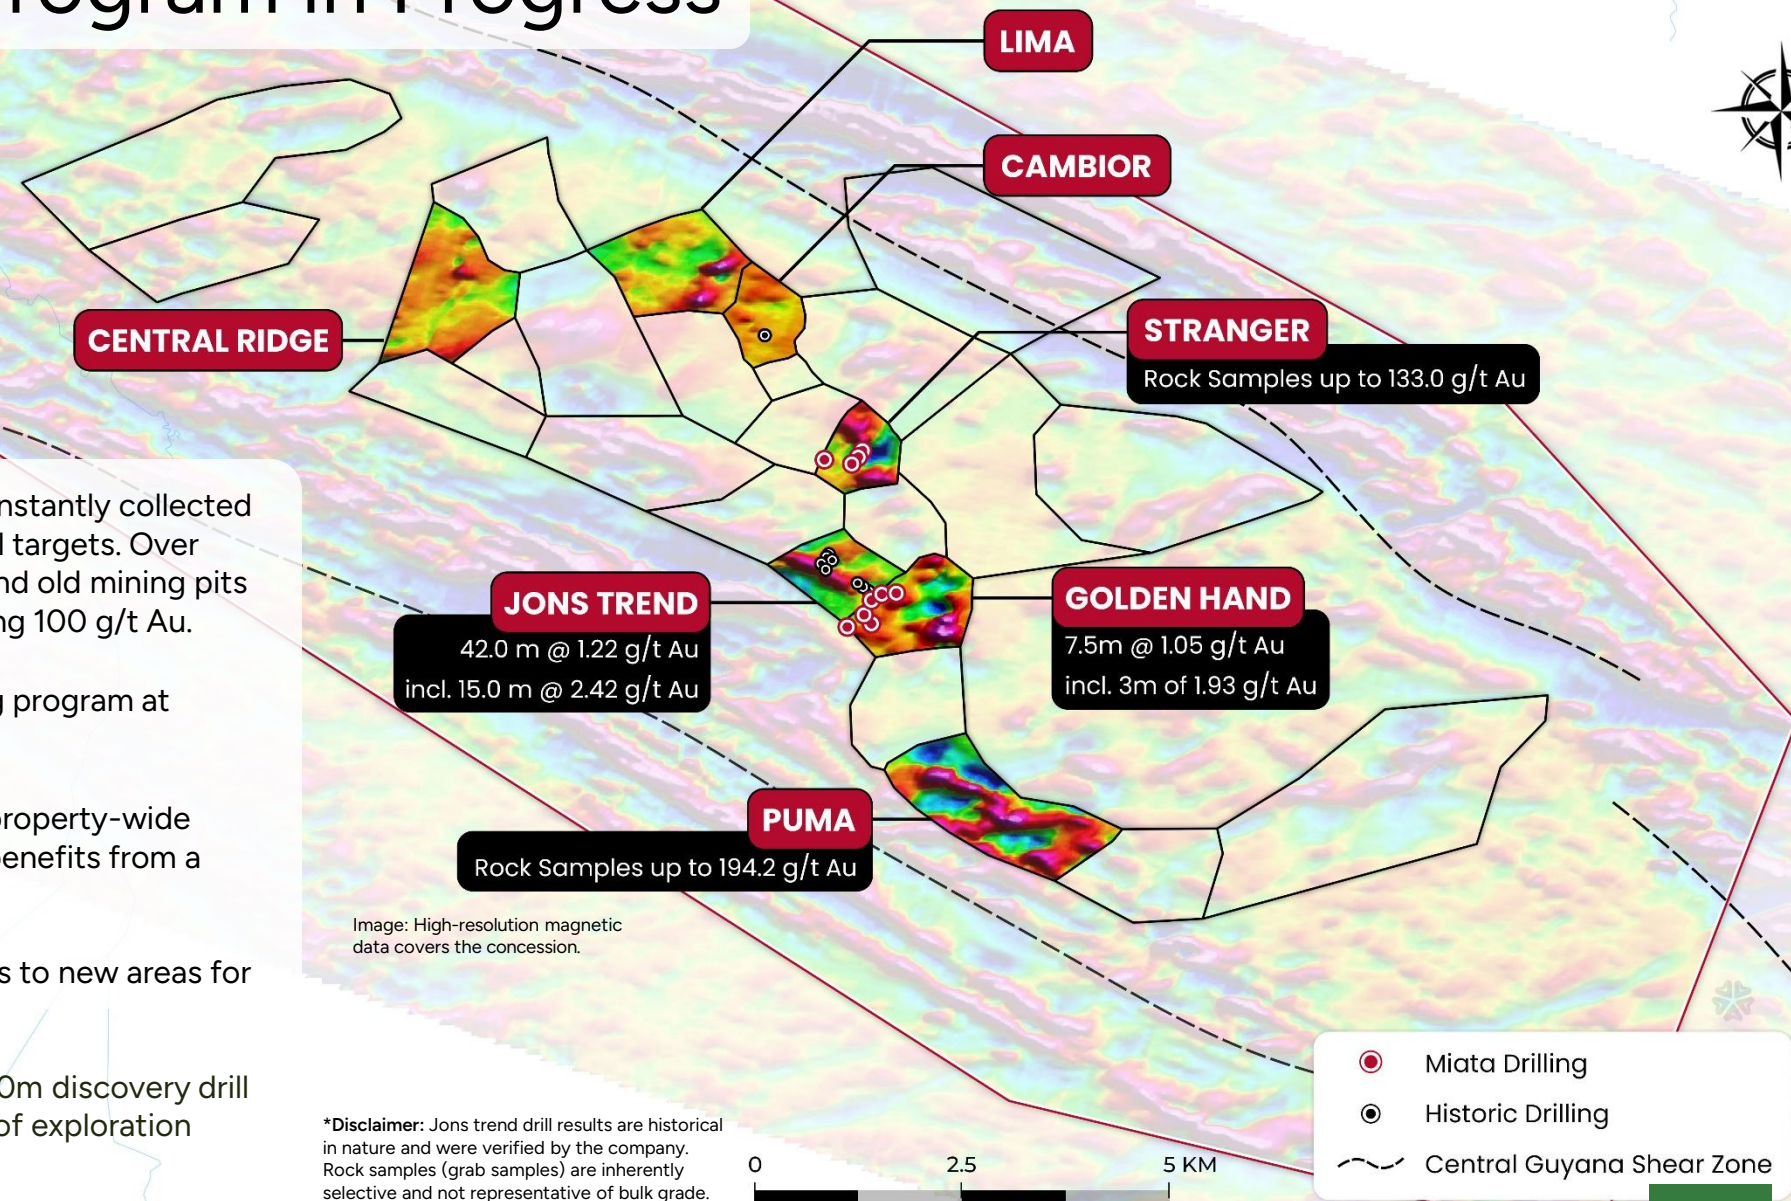 Program in Progress
LIMA
CAMBIOR
STRANGER
Rock Samples up to 133.0 g/t Au
CENTRAL RIDGE
nstantly collected
l targets. Over
nd old mining pits
ng 100 g/t Au.
g program at
property-wide
benefits from a
s to new areas for
0m discovery drill
of exploration
JONS TREND
42.0 m @ 1.22 g/t Au
incl. 15.0 m @ 2.42 g/t Au
GOLDEN HAND
7.5m @ 1.05 g/t Au
incl. 3m of 1.93 g/t Au
PUMA
Rock Samples up to 194.2 g/t Au
Image: High-resolution magnetic
data covers the concession.
*Disclaimer: Jons trend drill results are historical
in nature and were verified by the company.
Rock samples (grab samples) are inherently
selective and not representative of bulk grade.
0 2.5 5 KM
Miata Drilling
Historic Drilling
Central Guyana Shear Zone